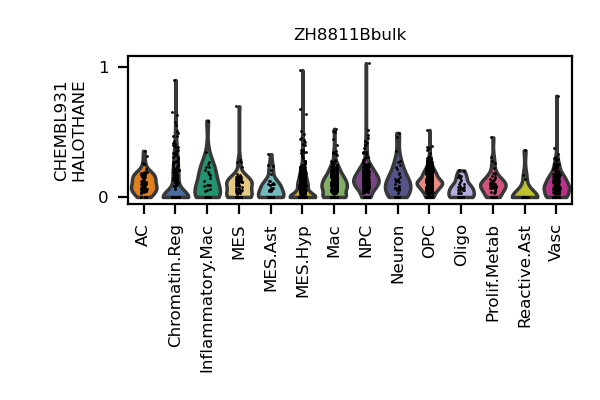 ZH8811Bbulk
CHEMBL931
HALOTHANE
1
0
AC
Chromatin.Reg
Inflammatory.Mac
MES
MES.Ast
MES.Hyp
Mac
NPC
Neuron
OPC
Oligo
Prolif.Metab
Reactive.Ast
Vasc